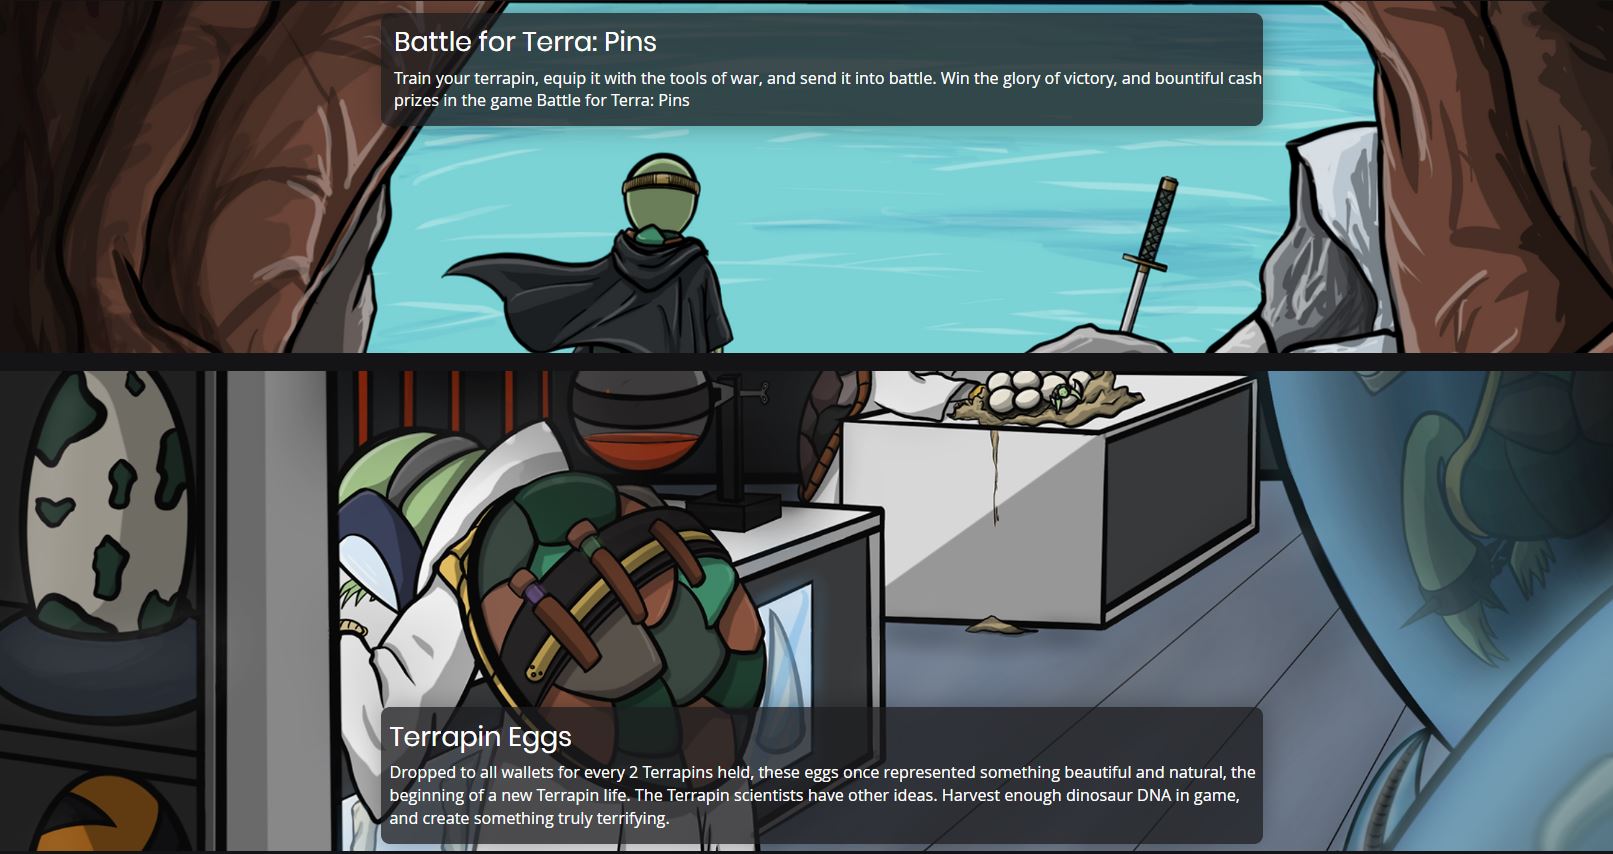 Battle for Terra: Pins
Train your terrapin, equip it with the tools of war, and send it into battle. Win the glory of victory, and bountiful cash
prizes in the game Battle for Terra: Pins
Terrapin Eggs
Dropped to all wallets for every 2 Terrapins held, these eggs once represented something beautiful and natural, the
beginning of a new Terrapin life. The Terrapin scientists have other ideas. Harvest enough dinosaur DNA in game,
and create something truly terrifying.